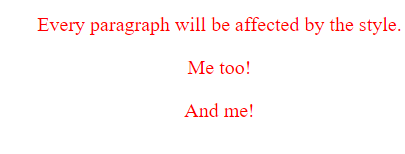 Every paragraph will be affected by the style.
Me too!
And me!